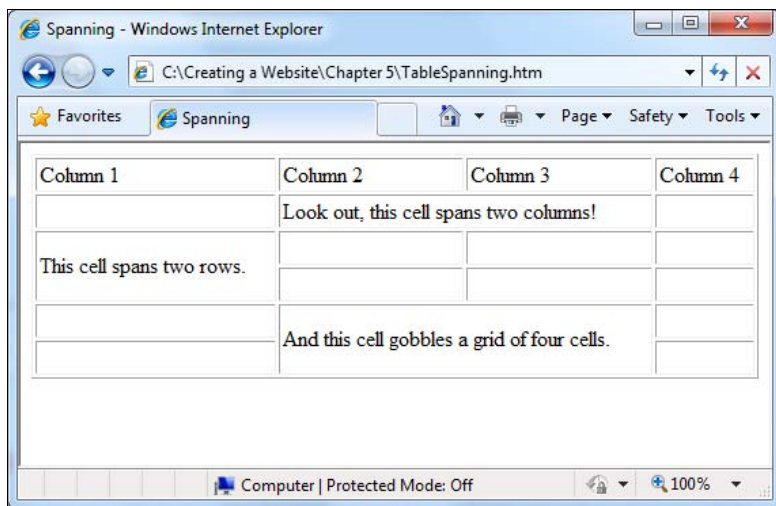 Spanning - Windows Internet Explorer
C:\Creating a Website\Chapter 5\TableSpanning.htm
Favorites Spanning Page Safety Tools
Column 1 Column 2 Column 3 Column 4
Look out, this cell spans two columns!
This cell spans two rows.
And this cell gobbles a grid of four cells.
Computer | Protected Mode: Off 100%